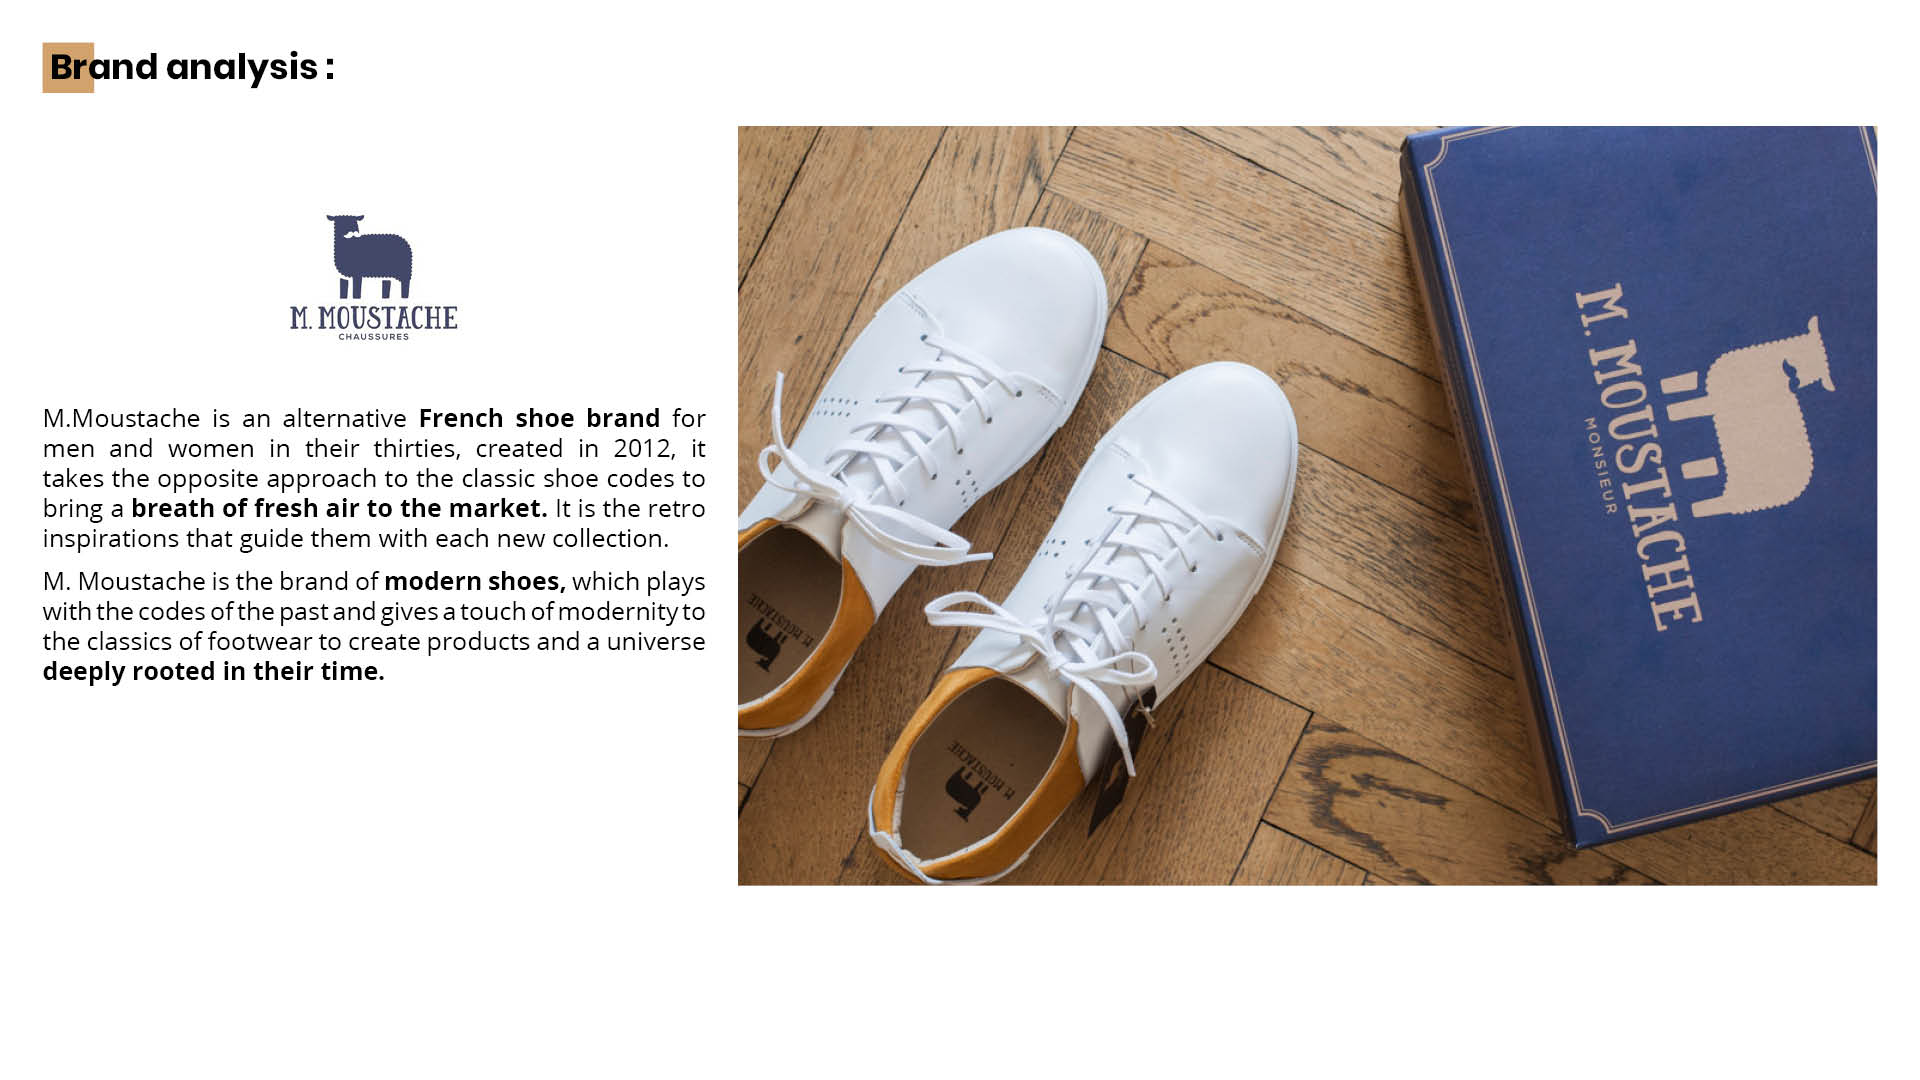 Brand analysis :
M. MOUSTACHE
CHAUSSURES
M.Moustache is an alternative French shoe brand for
men and women in their thirties, created in 2012, it
takes the opposite approach to the classic shoe codes to
bring a breath of fresh air to the market. It is the retro
inspirations that guide them with each new collection.
M. Moustache is the brand of modern shoes, which plays
with the codes of the past and gives a touch of modernity to
the classics of footwear to create products and a universe
deeply rooted in their time.
M. MOUSTACHE
M. MOUSTACHE
M. MOUSTACHE
MONSIEUR